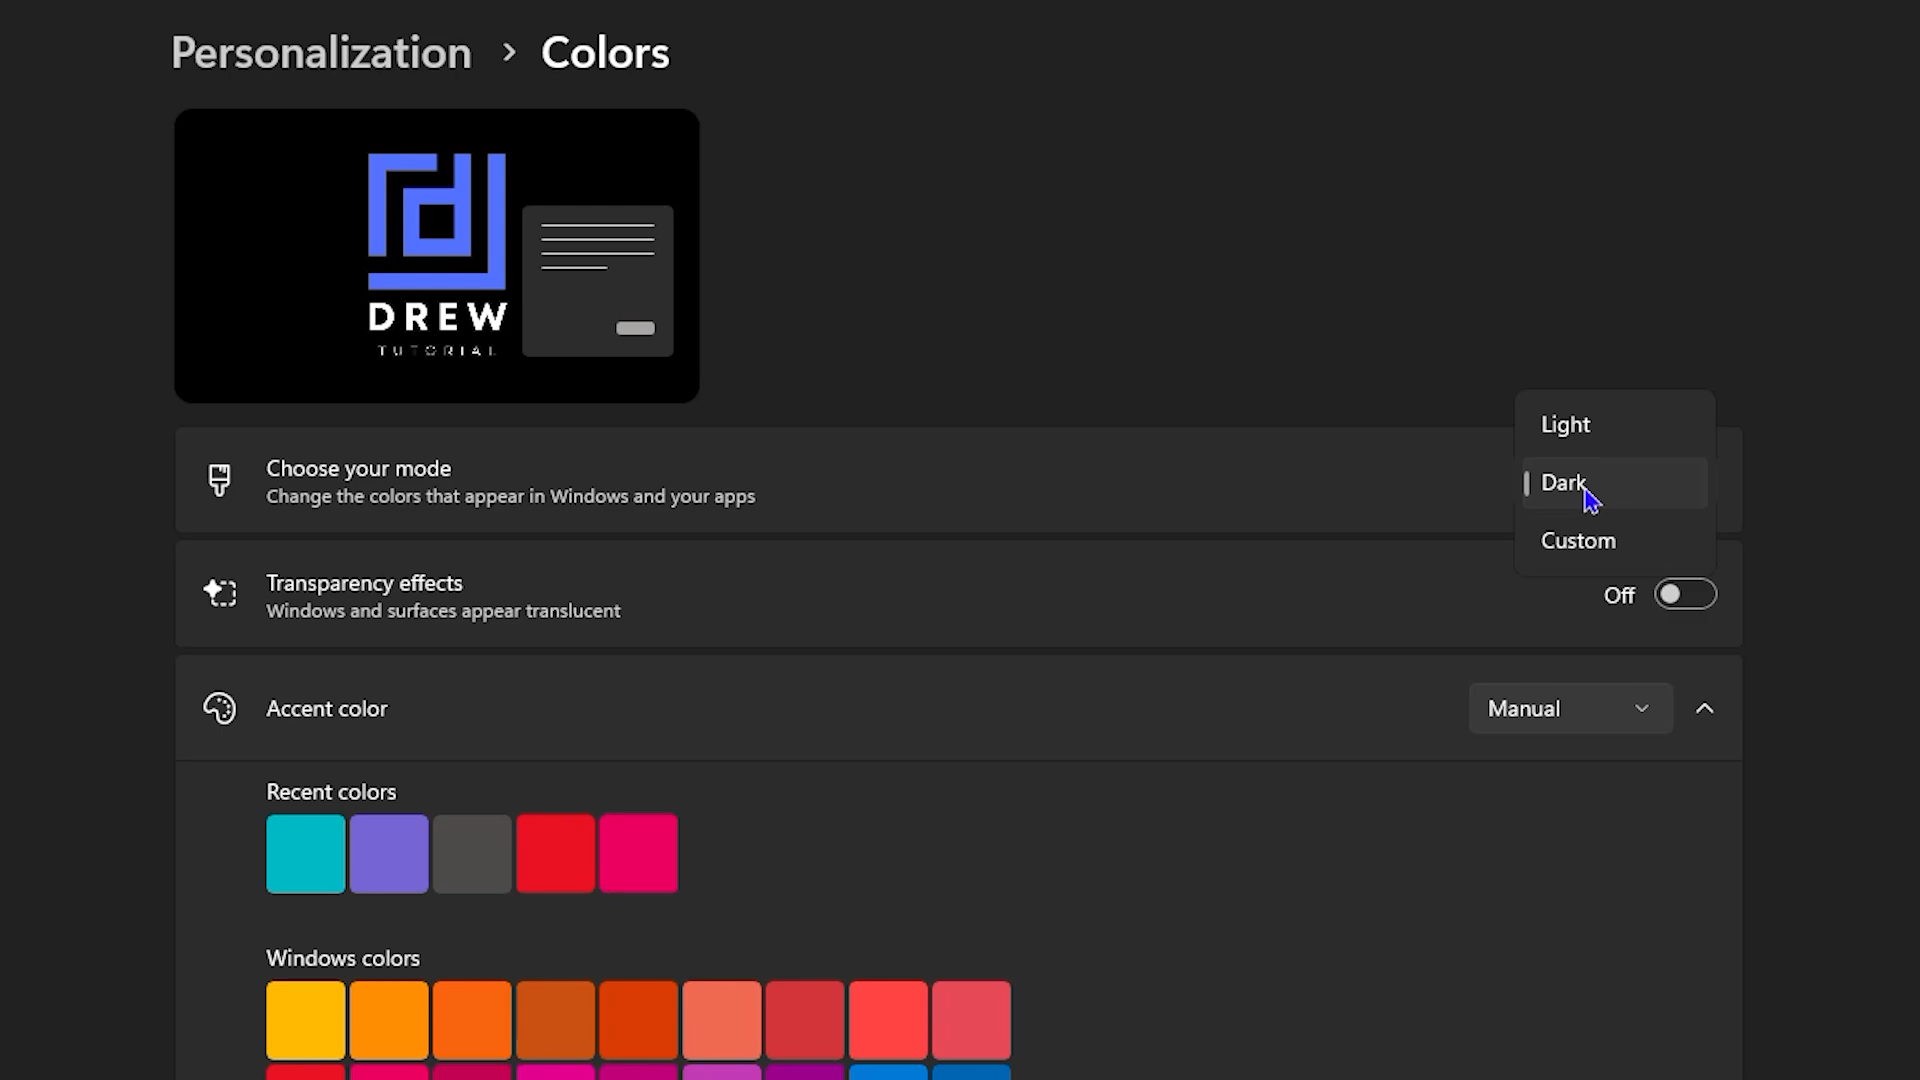 Personalization > Colors
DREW
TUTORIAL
Light
Choose your mode
Dark
Change the colors that appear in Windows and your apps
Custom
Transparency effects
Off
Windows and surfaces appear translucent
Accent color
Manual
Recent colors
Windows colors